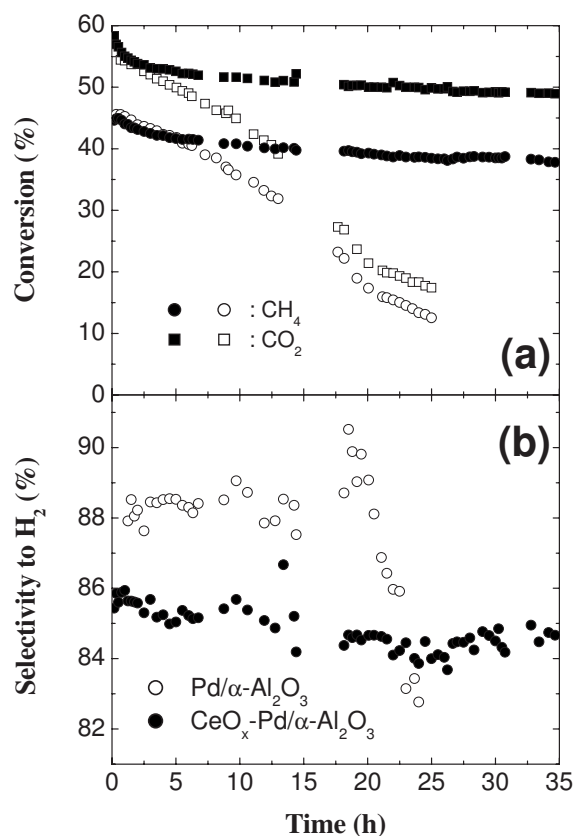 60
50
40
30
20
10
0
Conversion (%)
: CH₄
: CO₂
(a)
90
88
86
84
82
Selectivity to H₂ (%)
(b)
Pd/α-Al₂O₃
CeOₓ-Pd/α-Al₂O₃
0 5 10 15 20 25 30 35
Time (h)